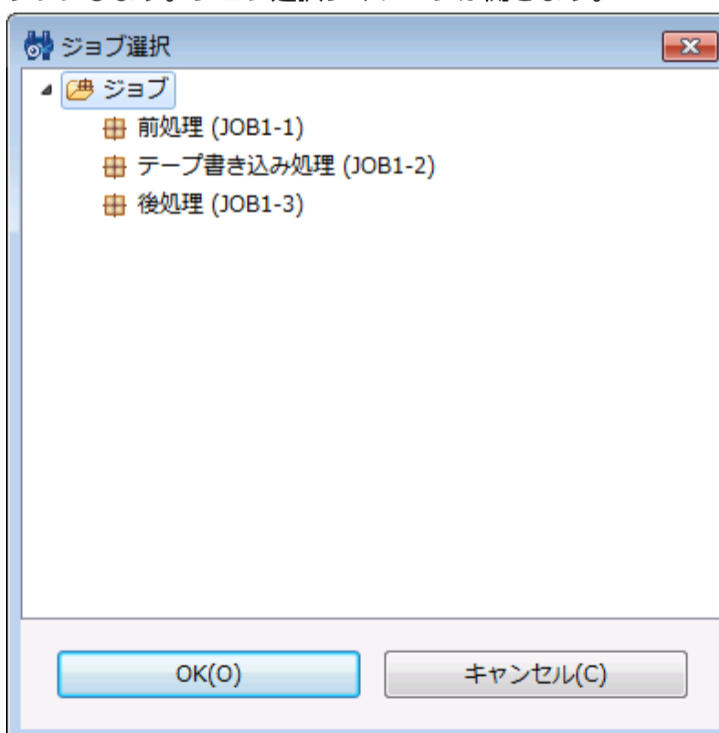 ジョブ選択
ジョブ
前処理 (JOB1-1)
テープ書き込み処理 (JOB1-2)
後処理 (JOB1-3)
OK(O)
キャンセル(C)